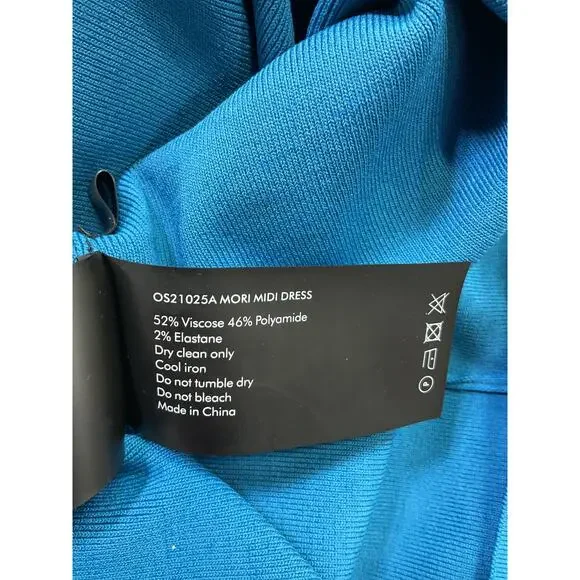 OS21025A MORI MIDI DRESS
52% Viscose 46% Polyamide
2% Elastane
Dry clean only
Cool iron
Do not tumble dry
Do not bleach
Made in China
P